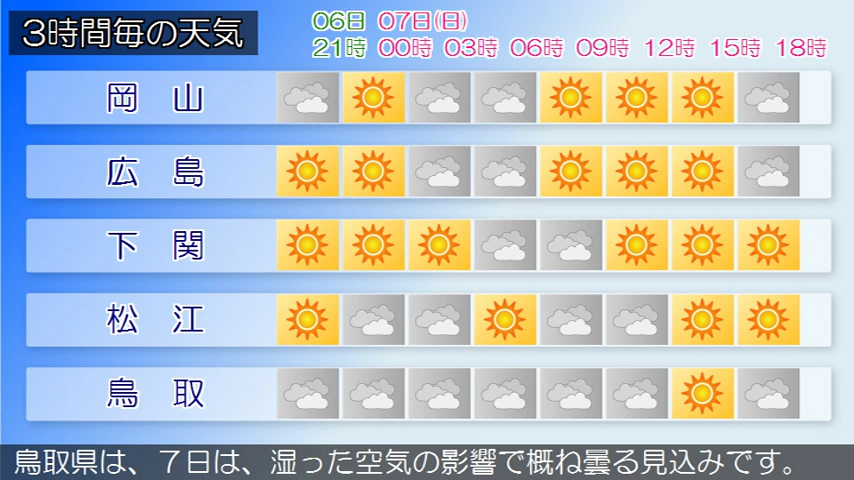 3時間毎の天気
06日 07日(日)
21時 00時 03時 06時 09時 12時 15時 18時
岡 山
広 島
下 関
松 江
鳥 取
鳥取県は、７日は、湿った空気の影響で概ね曇る見込みです。